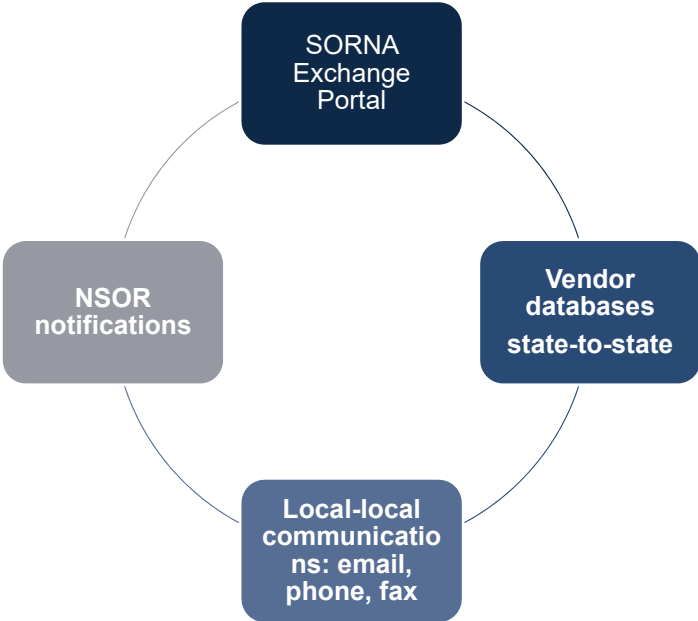 SORNA
Exchange
Portal
Vendor
databases
state-to-state
Local-local
communicatio
ns: email,
phone, fax
NSOR
notifications